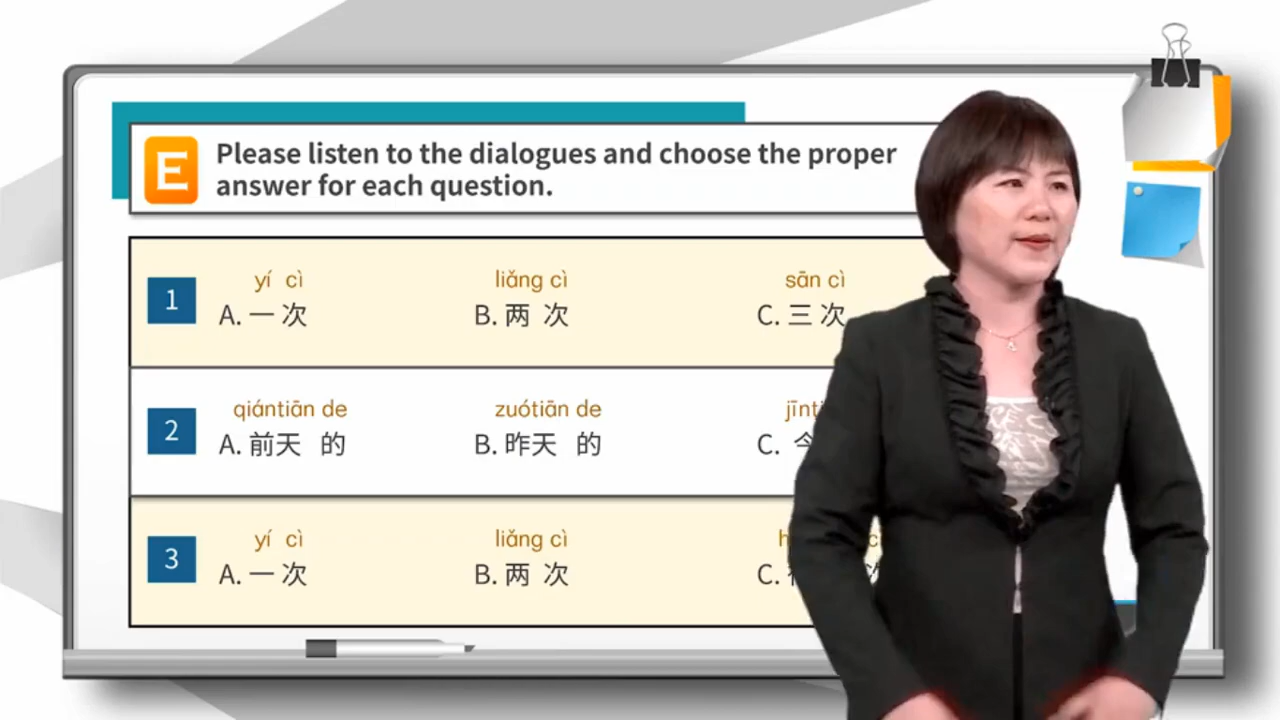 E
Please listen to the dialogues and choose the proper
answer for each question.
yí cì liǎng cì sān cì
1 A. 一 次 B. 两 次 C. 三 次
qiántiān de zuótiān de
2 A. 前天 的 B. 昨天 的 C.
yí cì liǎng cì
3 A. 一 次 B. 两 次 C.